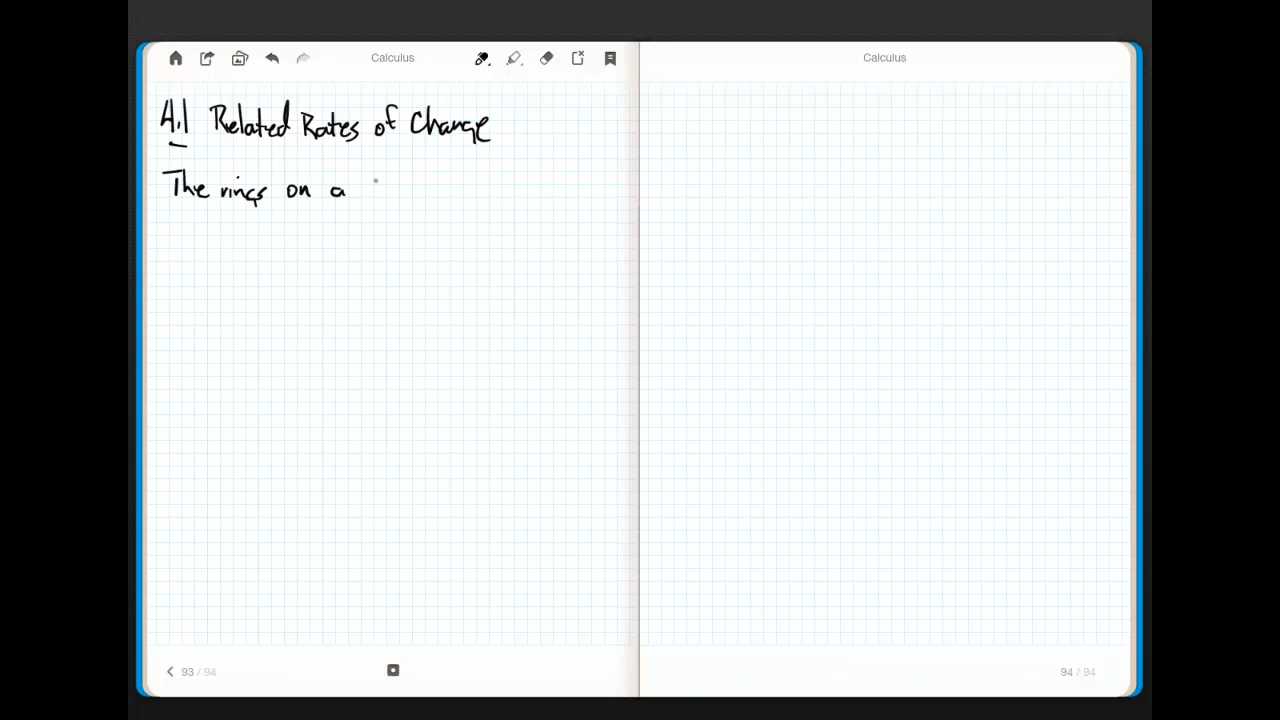 Calculus
4.1 Related Rates of Change
The rings on a
93 / 94
Calculus
94 / 94